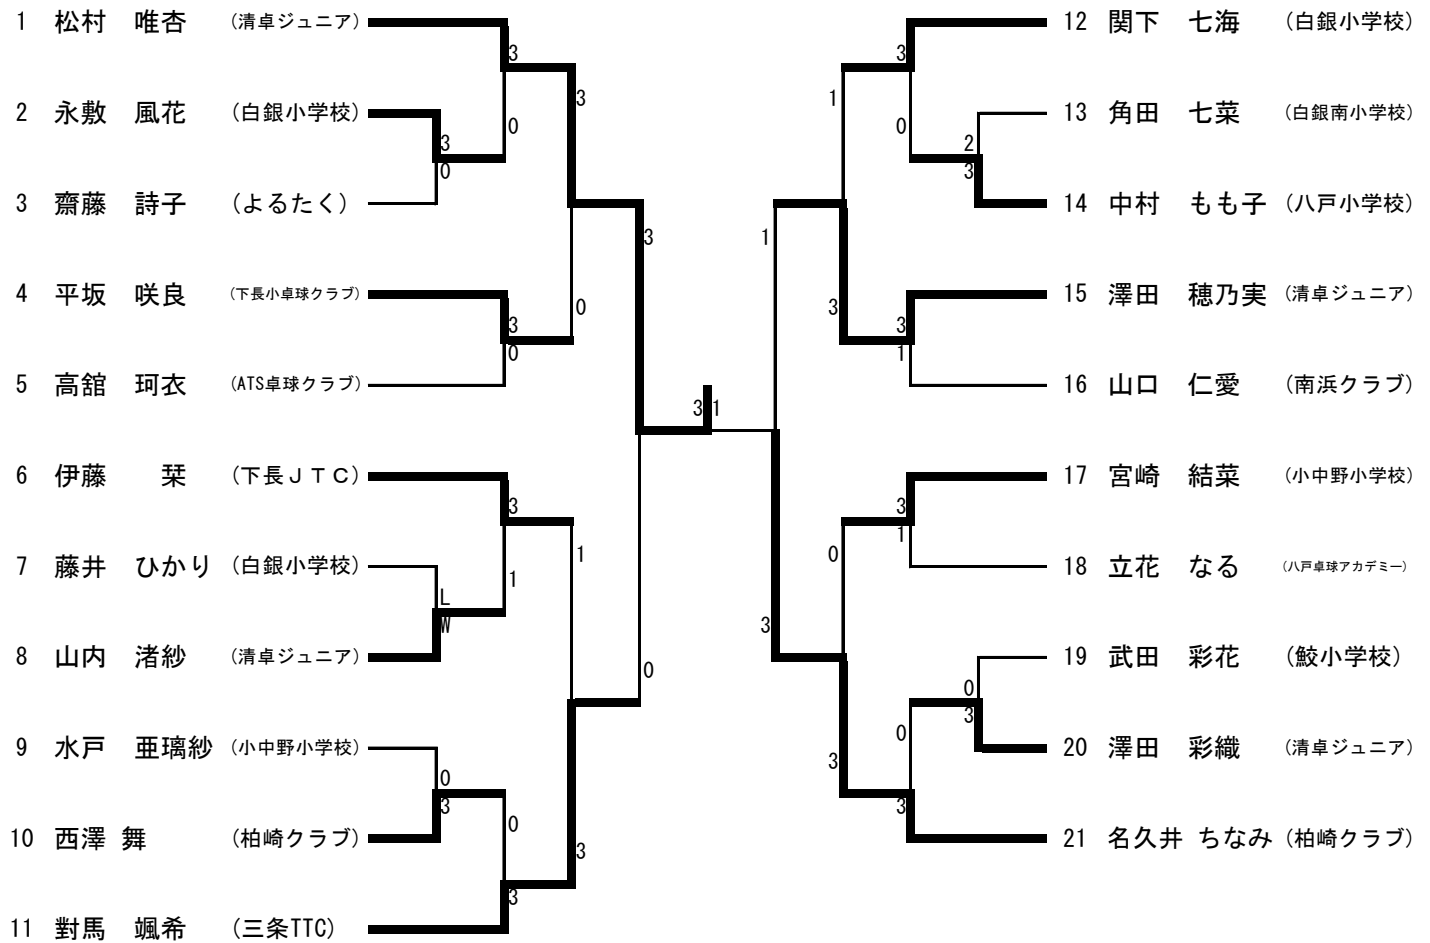 1 松村 唯杏 (清卓ジュニア)
3
0
3
2 永敷 風花 (白銀小学校)
3
0
3 齋藤 詩子 (よるたく)
3
4 平坂 咲良 (下長小卓球クラブ)
3
0
0
5 高舘 珂衣 (ATS卓球クラブ)
3 1
6 伊藤 栞 (下長JTC)
3
1
1
7 藤井 ひかり (白銀小学校)
L
W
8 山内 渚紗 (清卓ジュニア)
0
9 水戸 亜璃紗 (小中野小学校)
0
3
0
3
10 西澤 舞 (柏崎クラブ)
3
11 對馬 颯希 (三条TTC)
12 関下 七海 (白銀小学校)
3
1
0
13 角田 七菜 (白銀南小学校)
2
3
14 中村 もも子 (八戸小学校)
1
15 澤田 穂乃実 (清卓ジュニア)
3
3
1
16 山口 仁愛 (南浜クラブ)
17 宮崎 結菜 (小中野小学校)
3
1
0
18 立花 なる (八戸卓球アカデミー)
3
19 武田 彩花 (鮫小学校)
0
3
0
20 澤田 彩織 (清卓ジュニア)
3
3
21 名久井 ちなみ (柏崎クラブ)